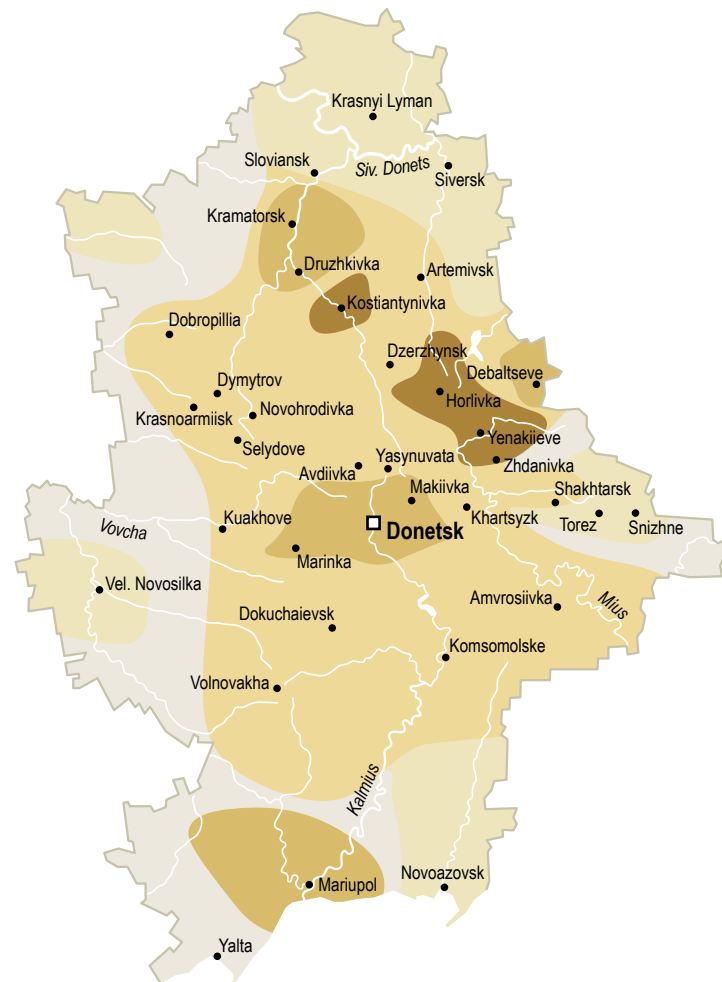 Krasnyi Lyman
Sloviansk
Siv. Donets
Siversk
Kramatorsk
Druzhkivka
Artemivsk
Kostiantynivka
Dobropillia
Dzerzhynsk
Debaltseve
Dymytrov
Horlivka
Krasnoarmiisk
Novohrodivka
Yenakiieve
Selydove
Avdiivka
Yasynuvata
Zhdanivka
Makiivka
Shakhtarsk
Vovcha
Kuakhove
Donetsk
Khartsyzk
Torez
Snizhne
Marinka
Vel. Novosilka
Dokuchaievsk
Amvrosiivka
Mius
Komsomolske
Volnovakha
Kalmius
Mariupol
Novoazovsk
Yalta